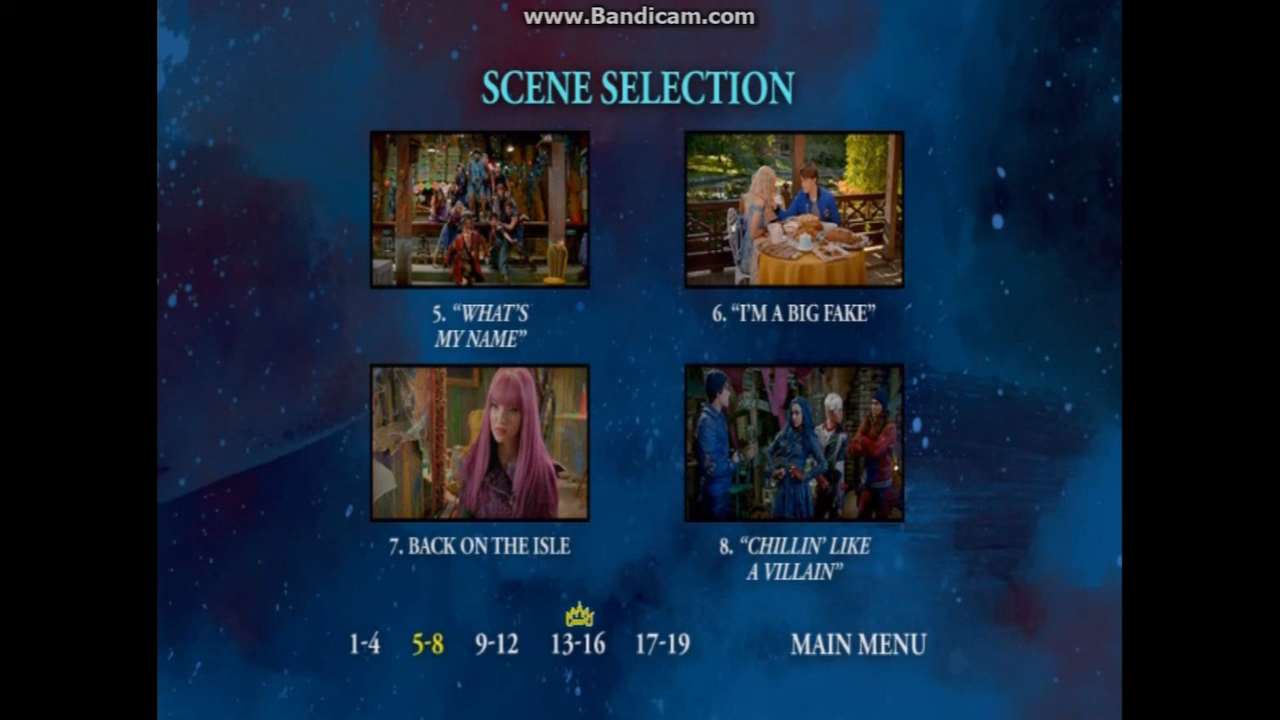 www.Bandicam.com
SCENE SELECTION
5. “WHAT’S
MY NAME”
6. “I’M A BIG FAKE”
7. BACK ON THE ISLE
8. “CHILLIN’ LIKE
A VILLAIN”
1-4 5-8 9-12 13-16 17-19 MAIN MENU